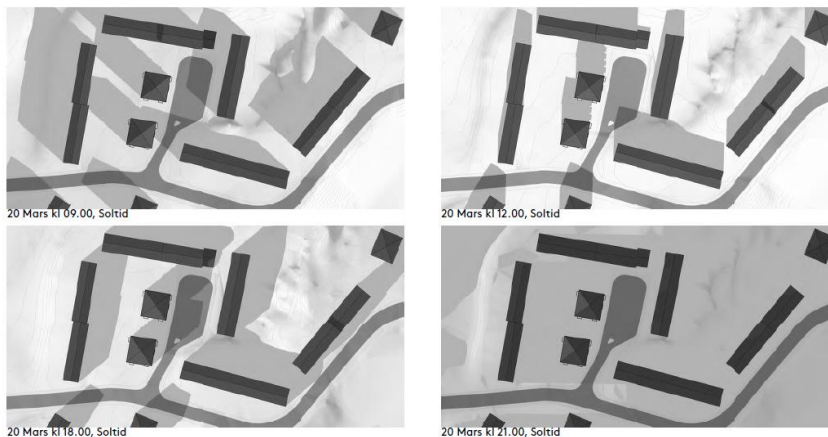 20 Mars kl 09.00, Soltid
20 Mars kl 12.00, Soltid
20 Mars kl 18.00, Soltid
20 Mars kl 21.00, Soltid